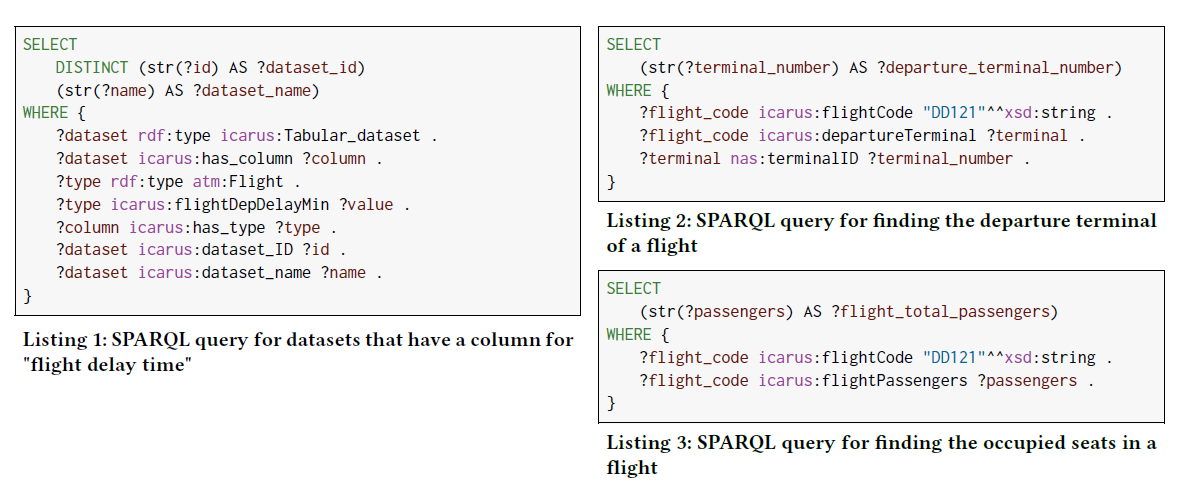 SELECT
DISTINCT (str(?id) AS ?dataset_id)
(str(?name) AS ?dataset_name)
WHERE {
?dataset rdf:type icarus:Tabular_dataset .
?dataset icarus:has_column ?column .
?type rdf:type atm:Flight .
?type icarus:flightDepDelayMin ?value .
?column icarus:has_type ?type .
?dataset icarus:dataset_ID ?id .
?dataset icarus:dataset_name ?name .
}
Listing 1: SPARQL query for datasets that have a column for
"flight delay time"
SELECT
(str(?terminal_number) AS ?departure_terminal_number)
WHERE {
?flight_code icarus:flightCode "DD121"^^xsd:string .
?flight_code icarus:departureTerminal ?terminal .
?terminal nas:terminalID ?terminal_number .
}
Listing 2: SPARQL query for finding the departure terminal
of a flight
SELECT
(str(?passengers) AS ?flight_total_passengers)
WHERE {
?flight_code icarus:flightCode "DD121"^^xsd:string .
?flight_code icarus:flightPassengers ?passengers .
}
Listing 3: SPARQL query for finding the occupied seats in a
flight